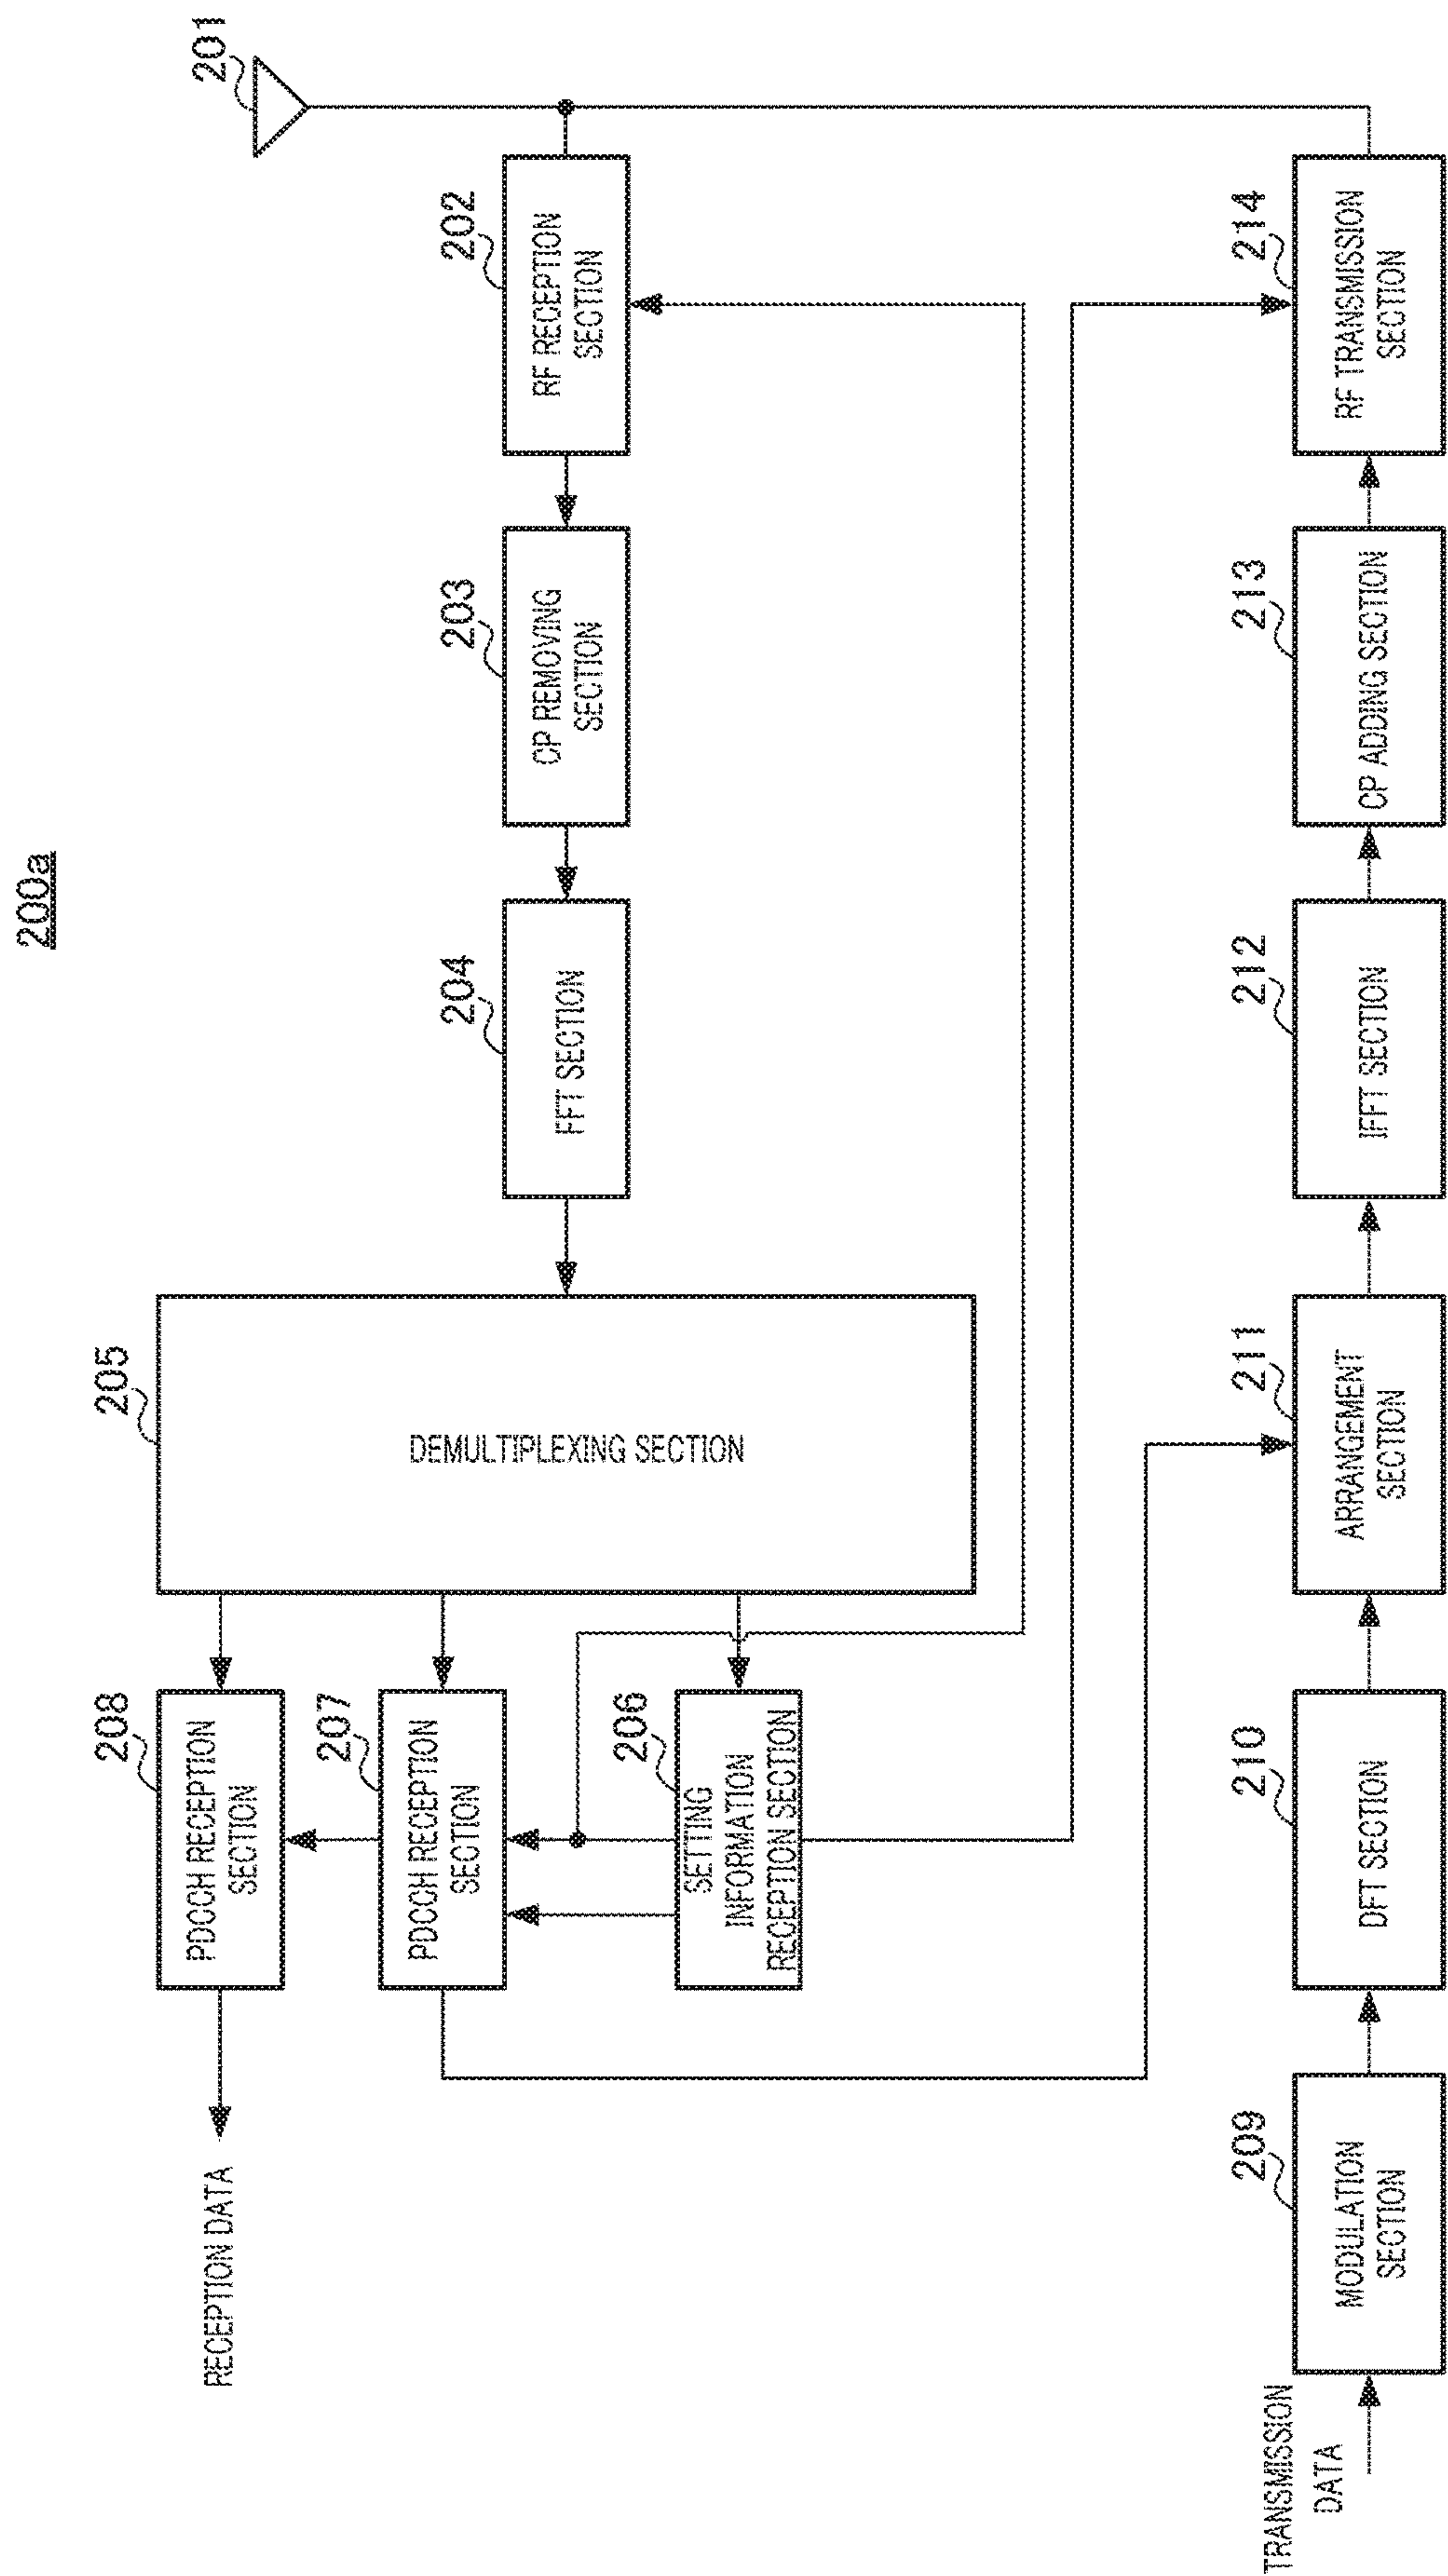 200a
201
202
RF RECEPTION
SECTION
203
CP REMOVING
SECTION
204
FFT SECTION
205
DEMULTIPLEXING SECTION
208
PDCCH RECEPTION
SECTION
207
PDCCH RECEPTION
SECTION
206
SETTING
INFORMATION
RECEPTION SECTION
RECEPTION DATA
TRANSMISSION
DATA
209
MODULATION
SECTION
210
DFT SECTION
211
ARRANGEMENT
SECTION
212
IFFT SECTION
213
CP ADDING SECTION
214
RF TRANSMISSION
SECTION